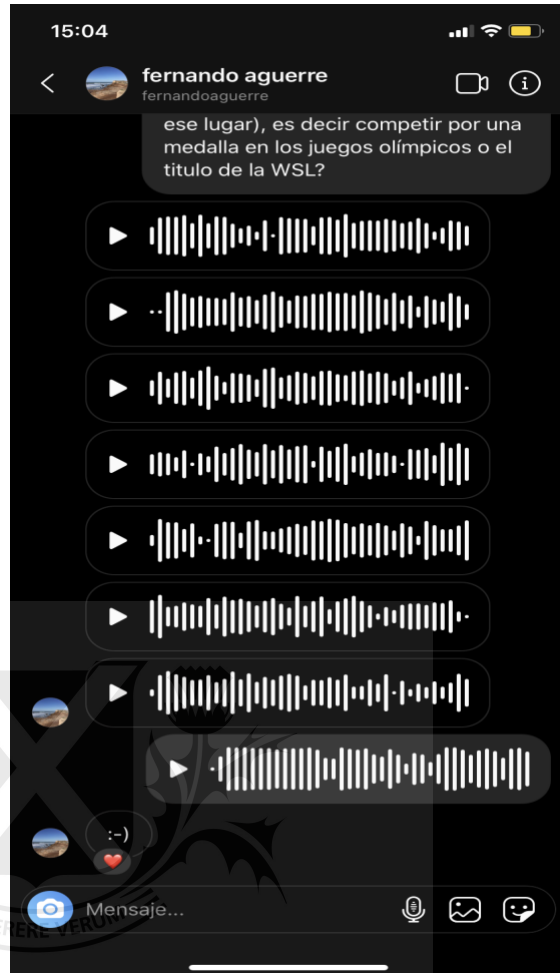 15:04
fernando aguerre
fernandoaguerre
ese lugar), es decir competir por una
medalla en los juegos olímpicos o el
titulo de la WSL?
:-)
Mensaje...